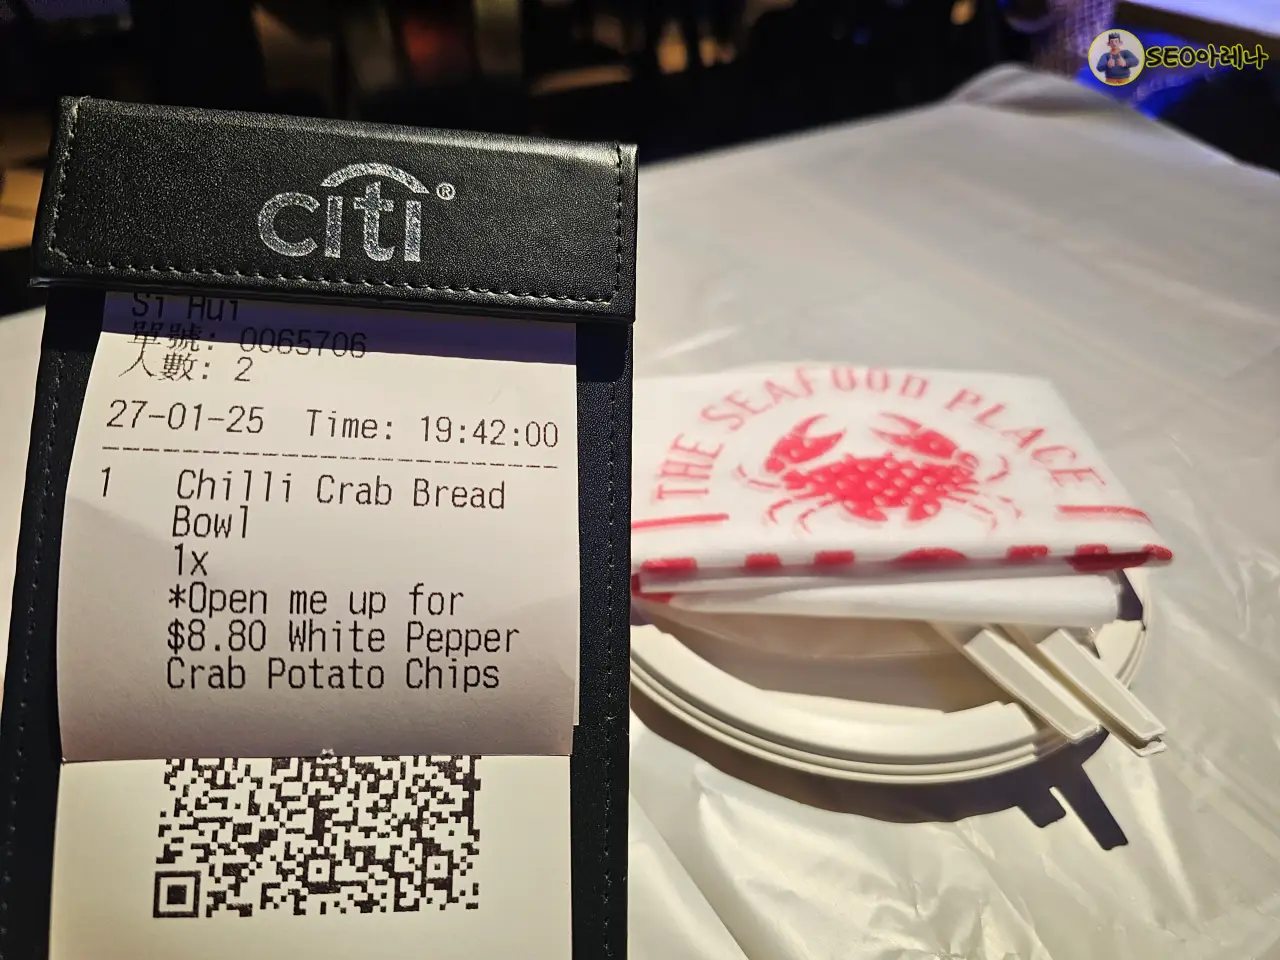 SEO아레나
citi®
Si Hui
單號: 0065706
人數: 2
27-01-25 Time: 19:42:00
1 Chilli Crab Bread
Bowl
1x
*Open me up for
$8.80 White Pepper
Crab Potato Chips
THE SEAFOOD PLACE